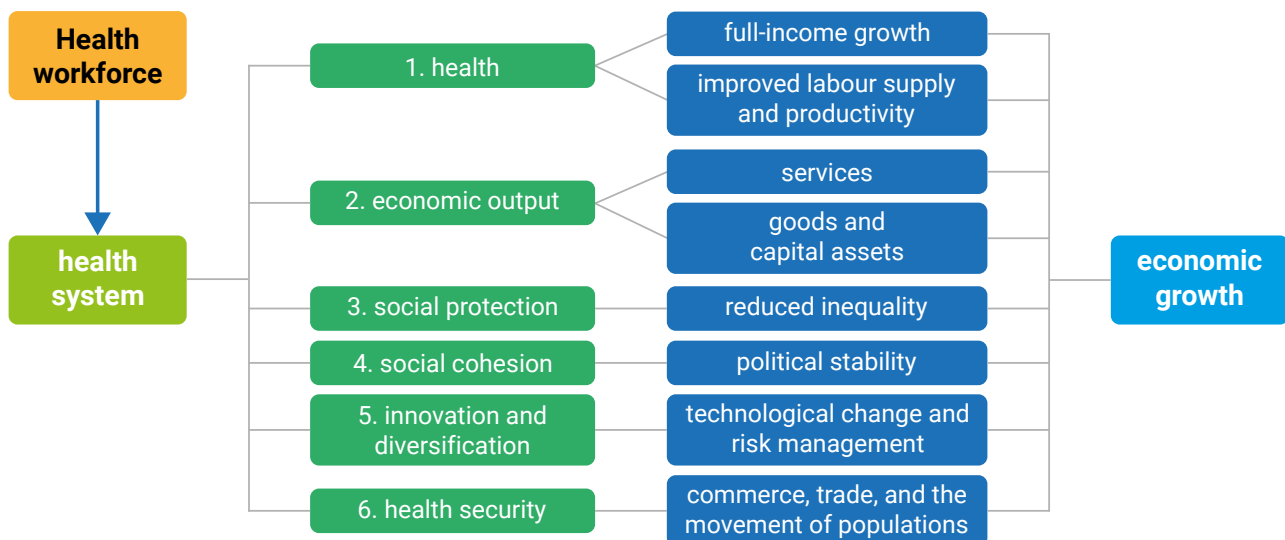 Health
workforce
health
system
1. health
2. economic output
3. social protection
4. social cohesion
5. innovation and
diversification
6. health security
full-income growth
improved labour supply
and productivity
services
goods and
capital assets
reduced inequality
political stability
technological change and
risk management
commerce, trade, and the
movement of populations
economic
growth